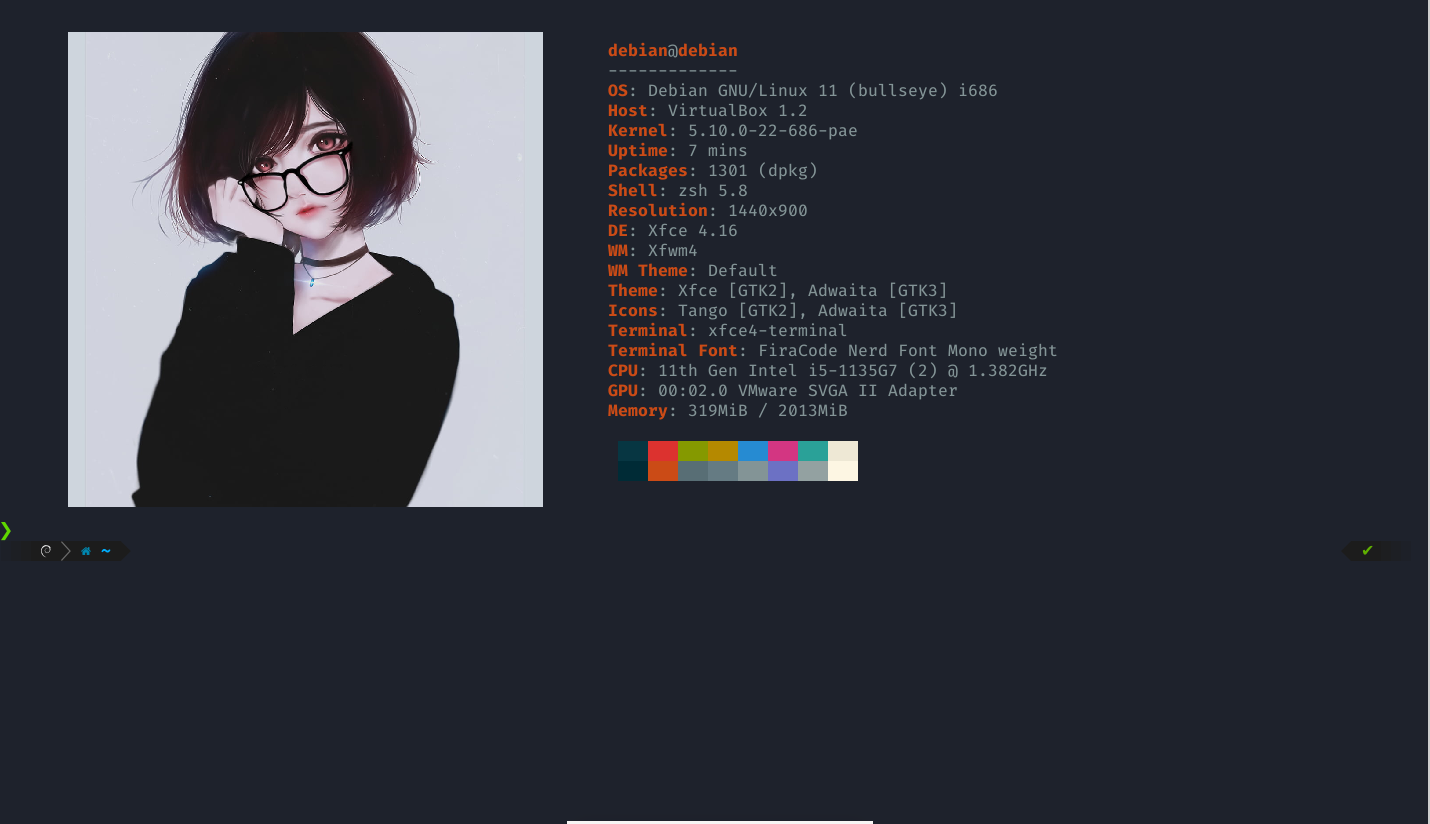 debian@debian
-------------
OS: Debian GNU/Linux 11 (bullseye) i686
Host: VirtualBox 1.2
Kernel: 5.10.0-22-686-pae
Uptime: 7 mins
Packages: 1301 (dpkg)
Shell: zsh 5.8
Resolution: 1440x900
DE: Xfce 4.16
WM: Xfwm4
WM Theme: Default
Theme: Xfce [GTK2], Adwaita [GTK3]
Icons: Tango [GTK2], Adwaita [GTK3]
Terminal: xfce4-terminal
Terminal Font: FiraCode Nerd Font Mono weight
CPU: 11th Gen Intel i5-1135G7 (2) @ 1.382GHz
GPU: 00:02.0 VMware SVGA II Adapter
Memory: 319MiB / 2013MiB
❯
~ ✔